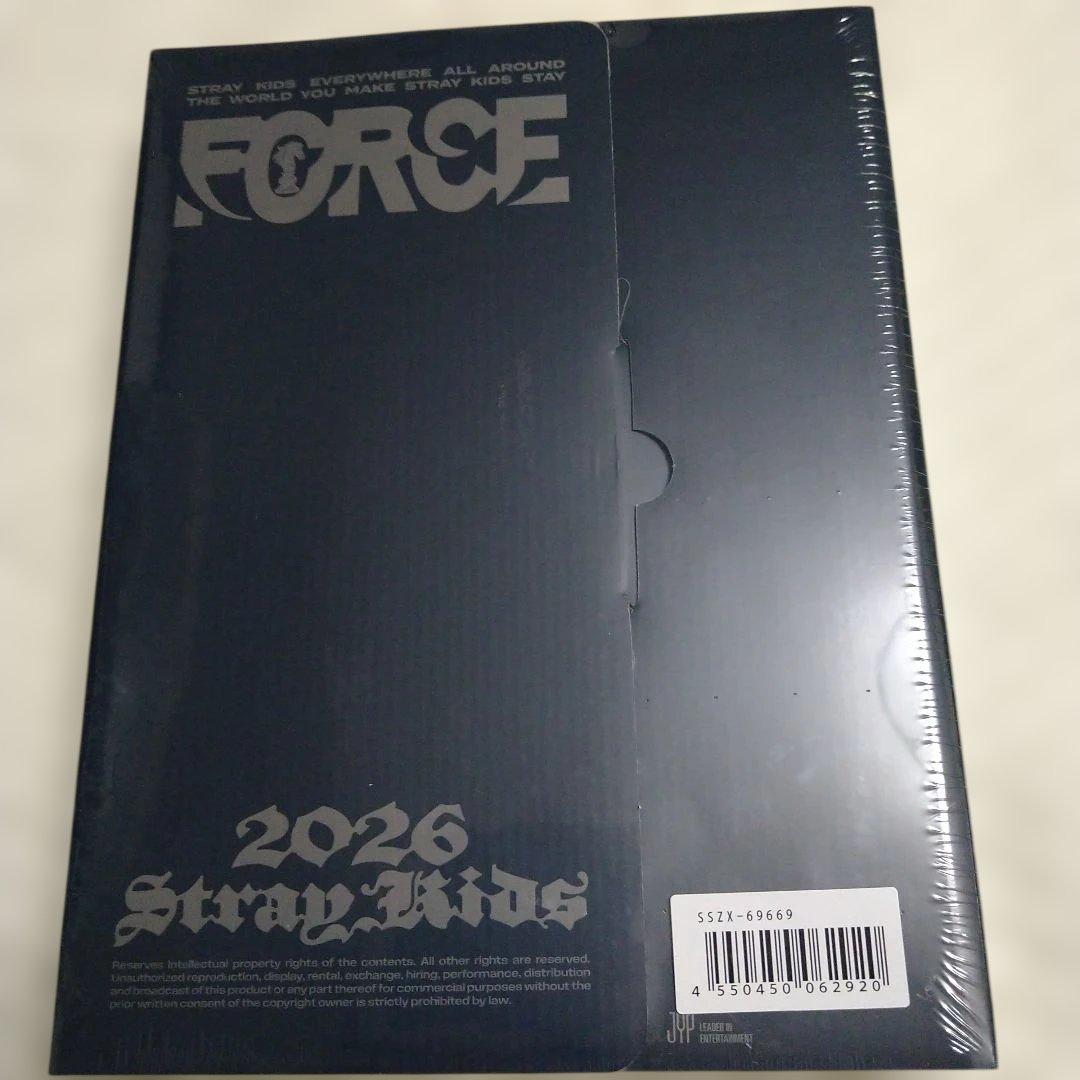 STRAY KIDS EVERYWHERE ALL AROUND
THE WORLD YOU MAKE STRAY KIDS STAY
FORCE
2026
Stray Kids
Reserves Intellectual property rights of the contents. All other rights are reserved.
Unauthorized reproduction, display, rental, exchange, hiring, performance, distribution
and broadcast of this product or any part thereof for commercial purposes without the
prior written consent of the copyright owner is strictly prohibited by law.
SSZX-69669
4 550450 062920
JYP LEADER IN
ENTERTAINMENT